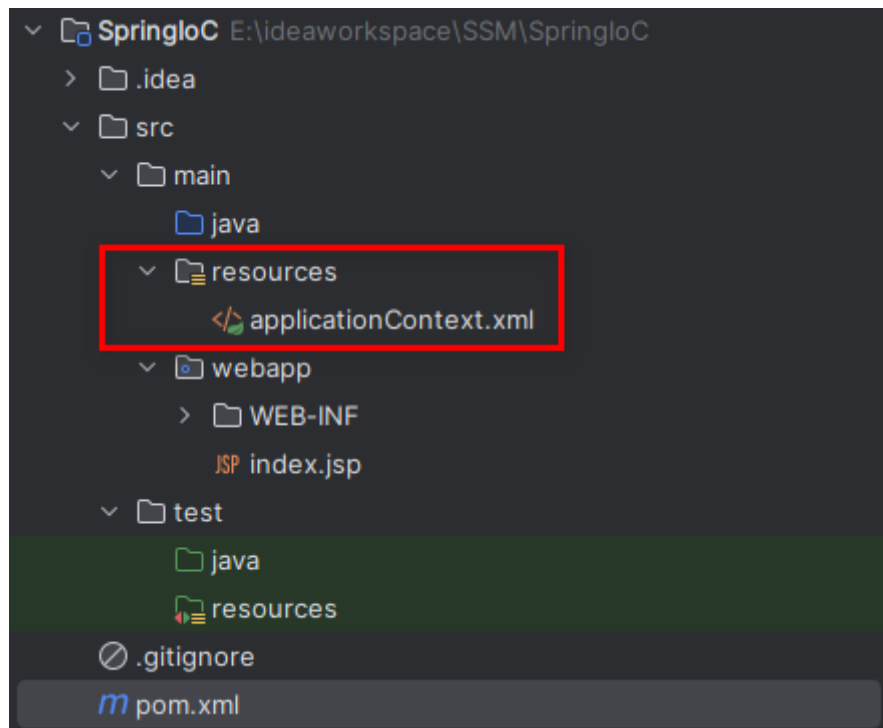 SpringIoC E:\ideaworkspace\SSM\SpringIoC
.idea
src
main
java
resources
applicationContext.xml
webapp
WEB-INF
JSP index.jsp
test
java
resources
.gitignore
m pom.xml